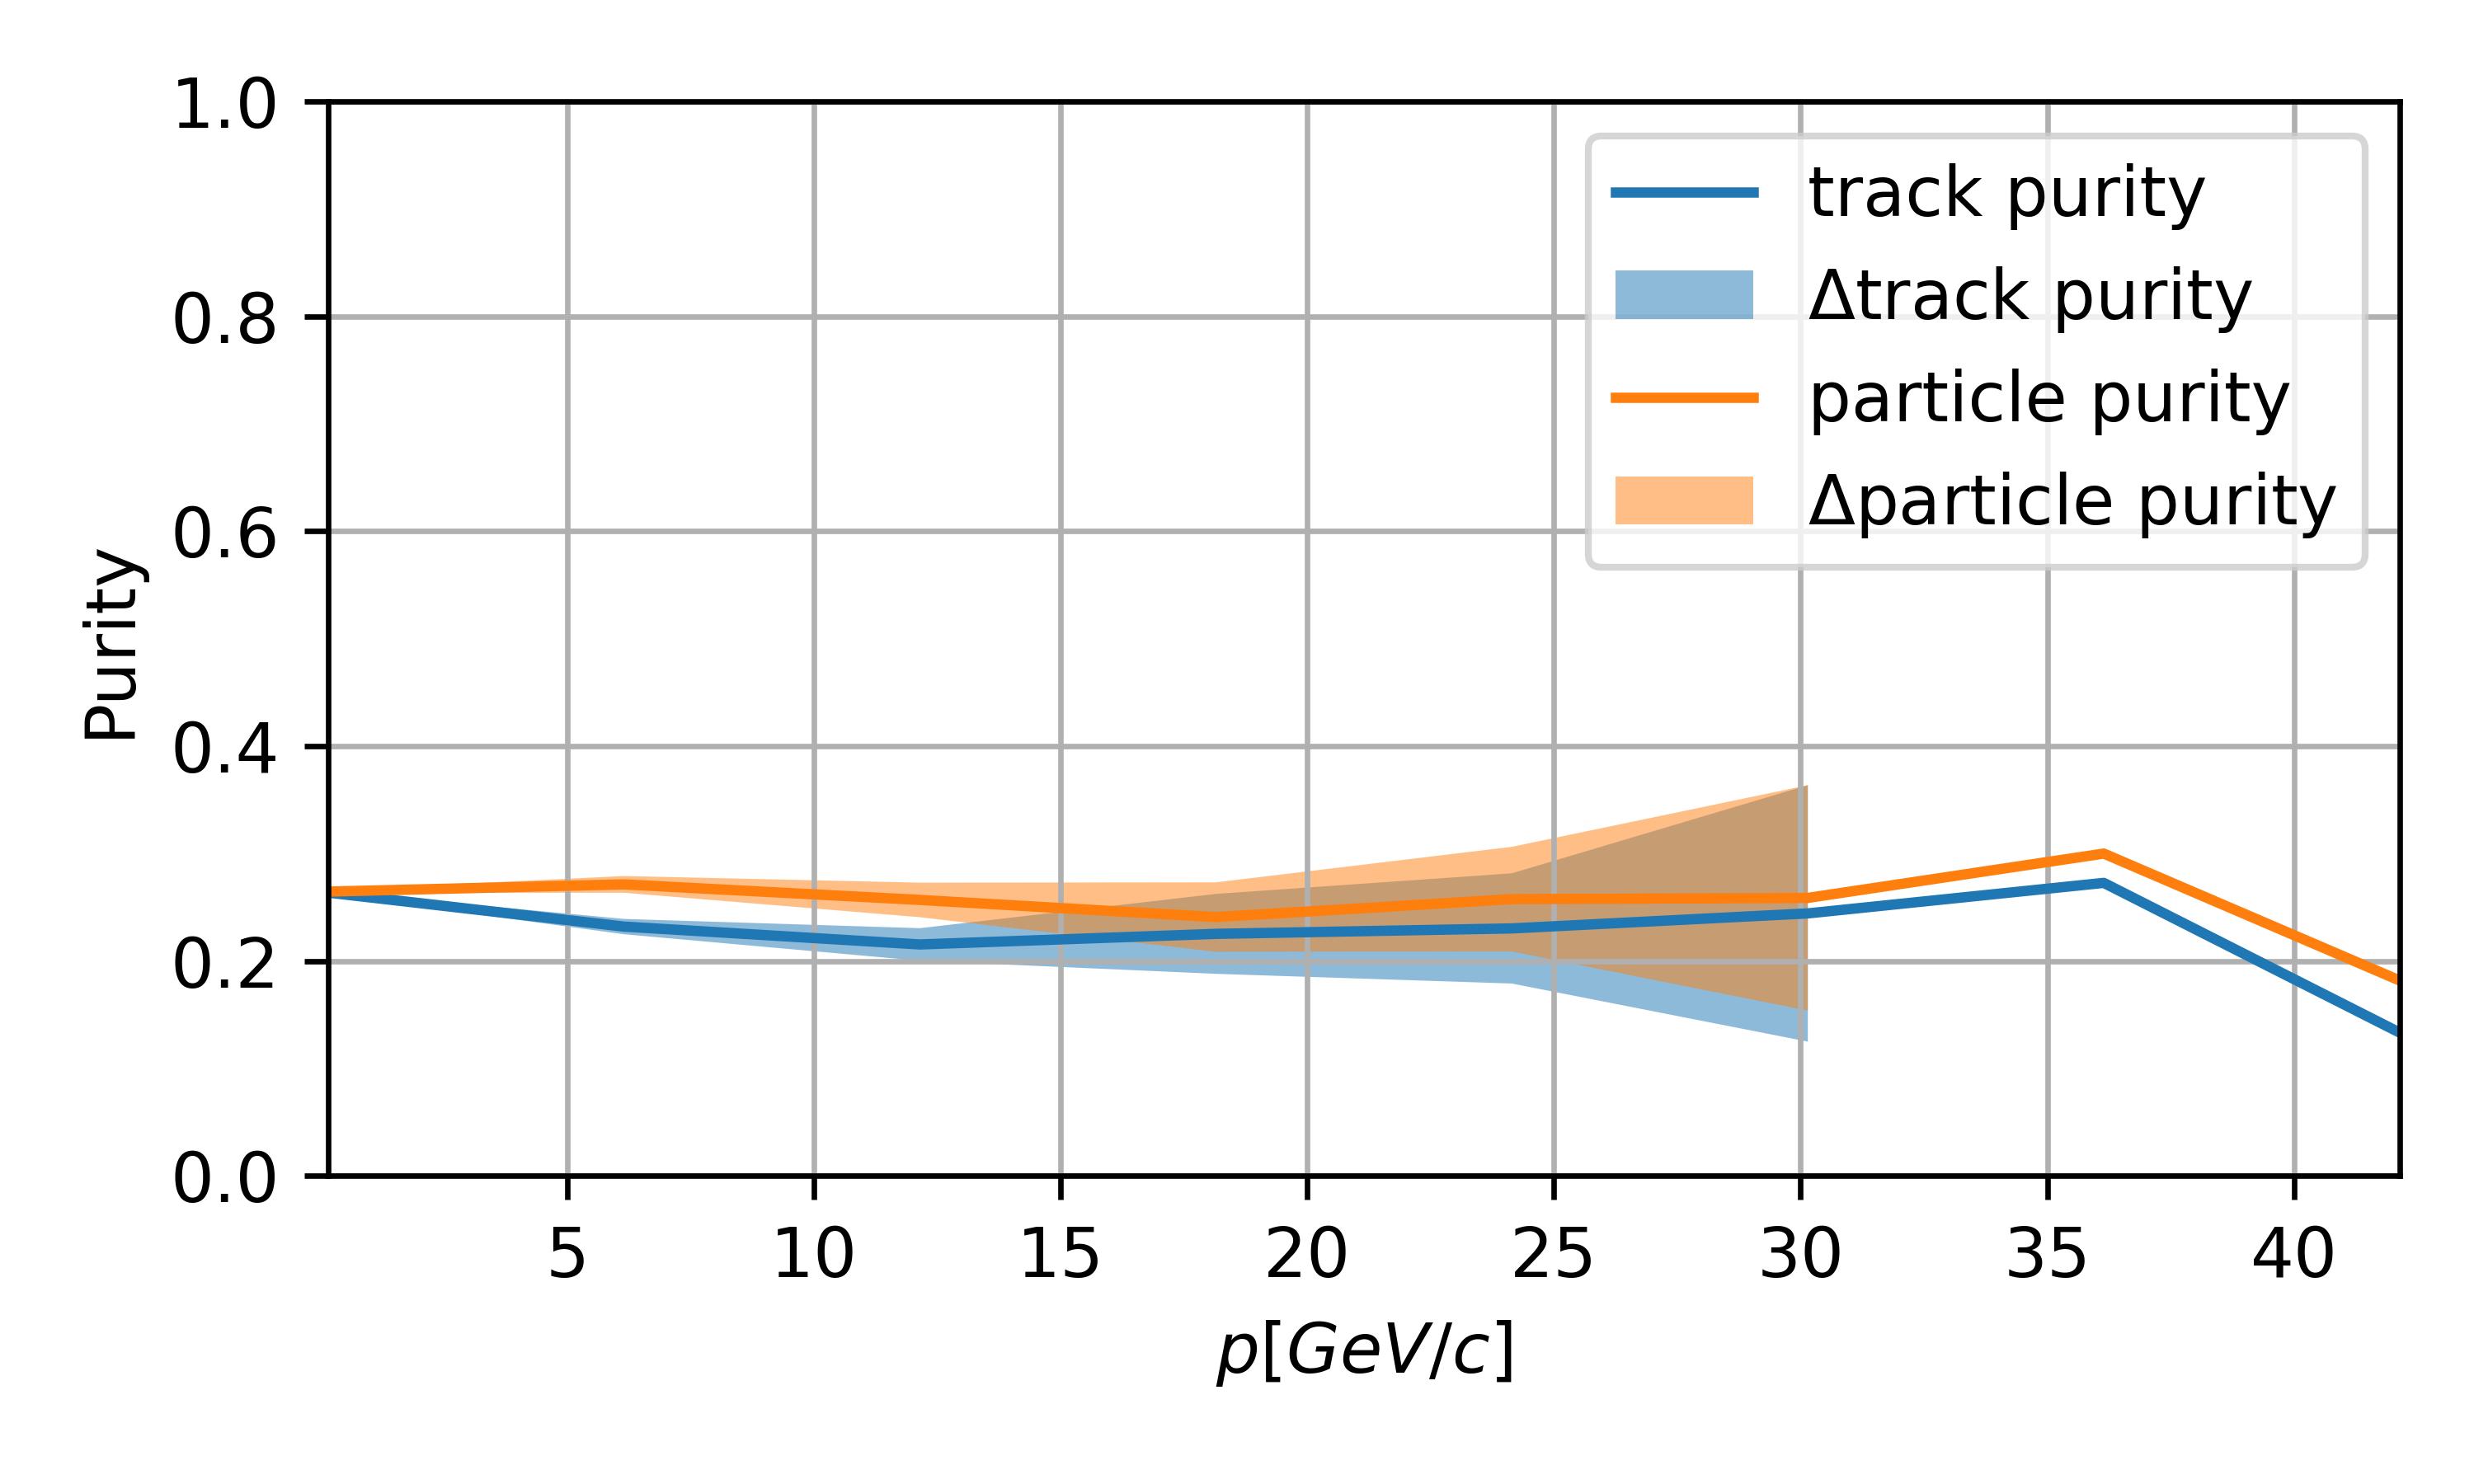 1.0
0.8
0.6
0.4
0.2
0.0
Purity
track purity
Δtrack purity
particle purity
Δparticle purity
5 10 15 20 25 30 35 40
p[GeV/c]